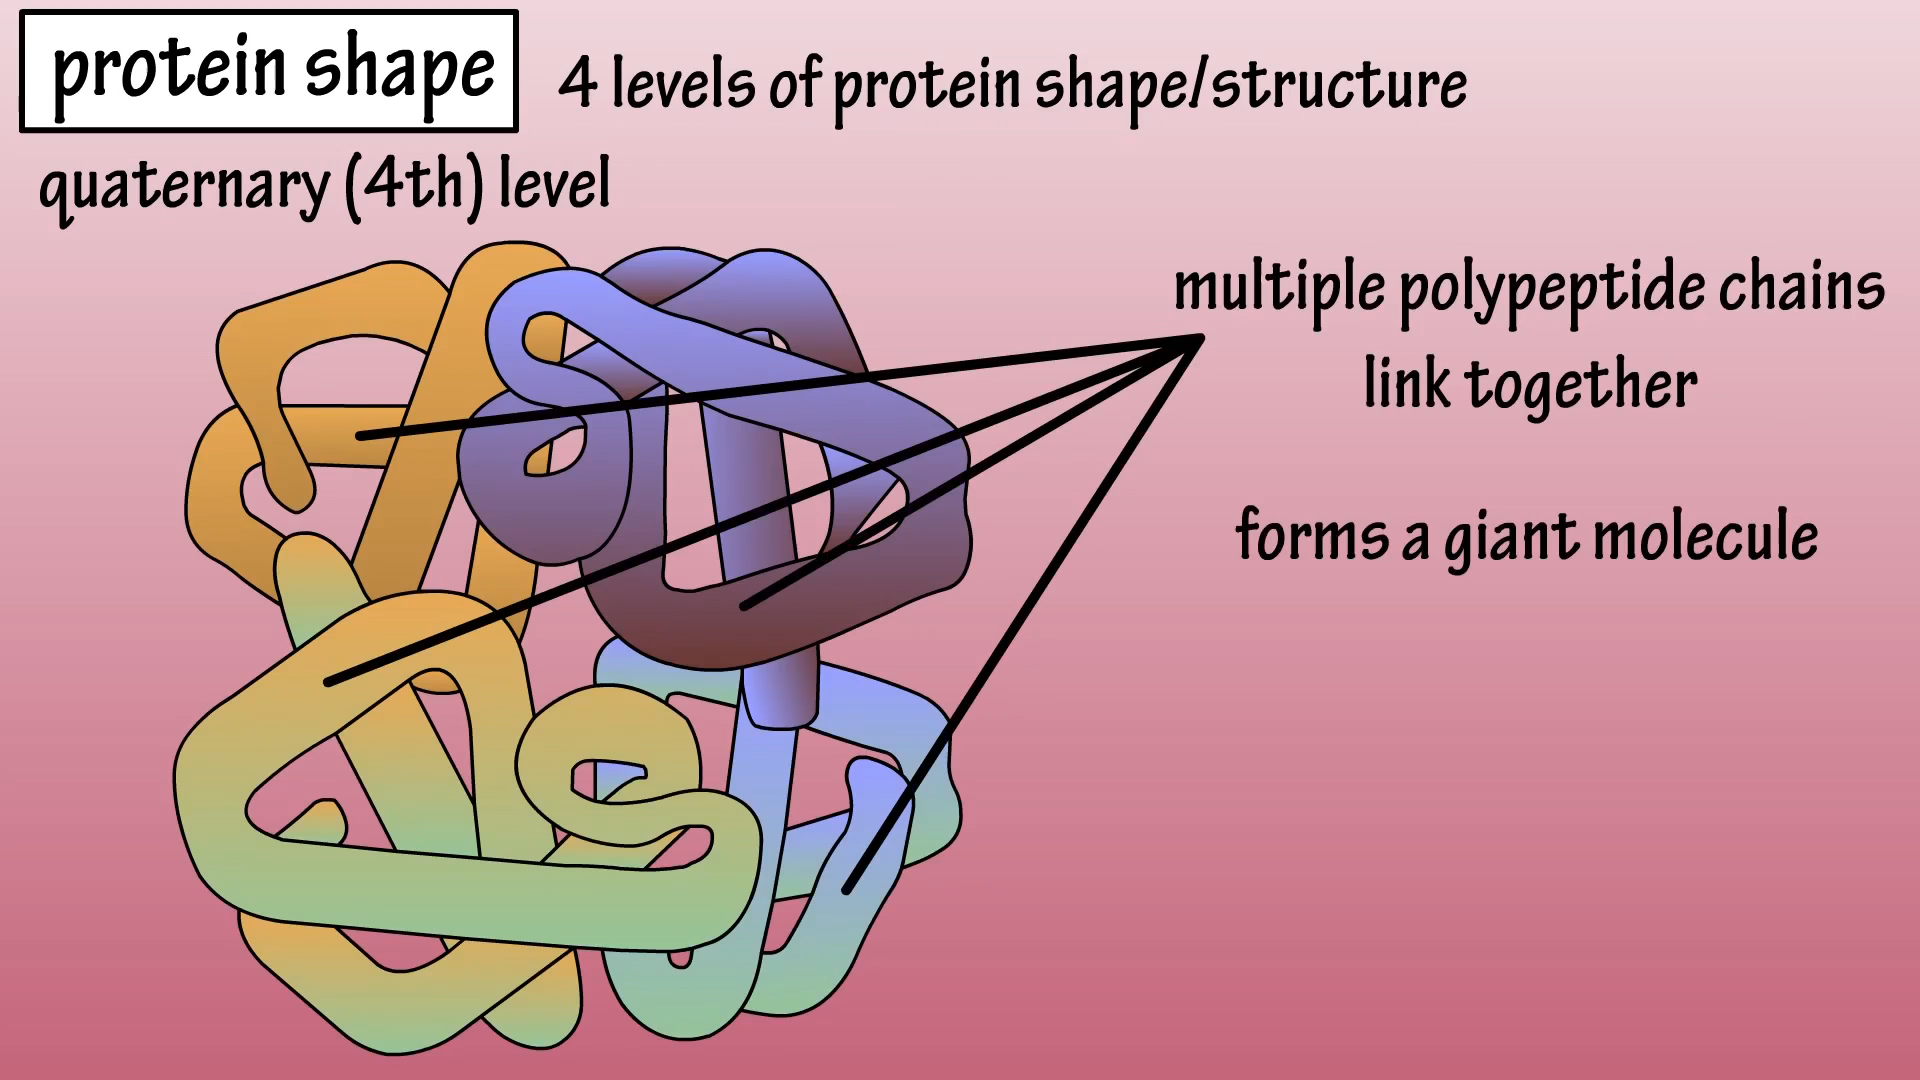 protein shape
4 levels of protein shape/structure
quaternary (4th) level
multiple polypeptide chains
link together
forms a giant molecule